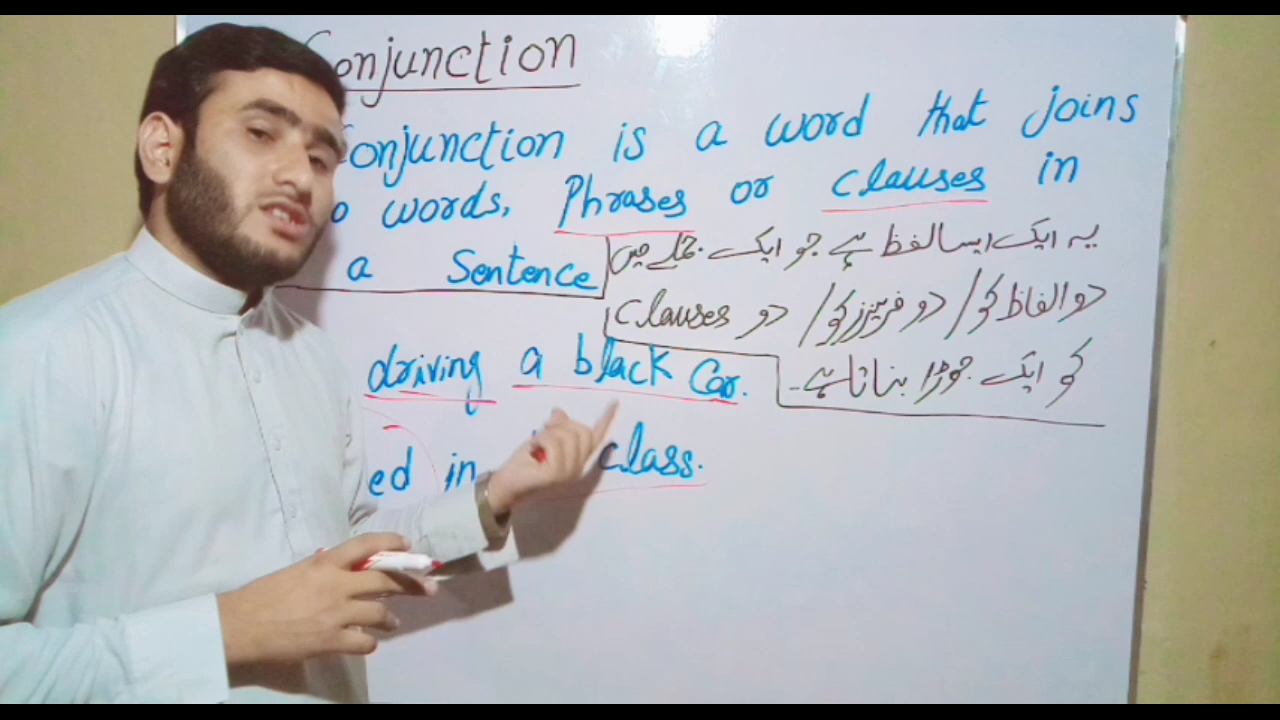 onjunction
onjunction is a word that joins
o words, Phrases or clauses in
a Sentence
یہ ایک ایسا لفظ ہے جو ایک جملے میں
دو الفاظ کو/ دو فریزز کو/ دو clauses
کو ایک جوڑا بناتا ہے۔
driving a black Car.
ed in class.